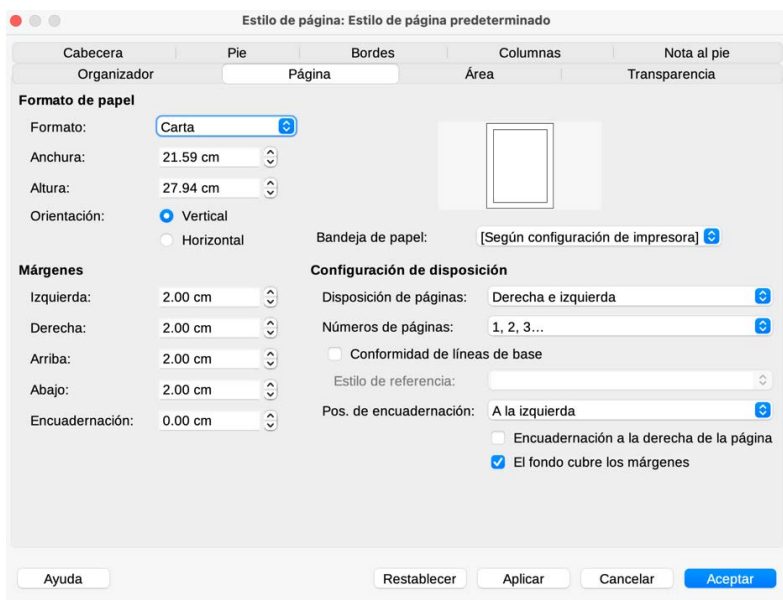 Estilo de página: Estilo de página predeterminado
Cabecera Pie Bordes Columnas Nota al pie
Organizador Página Área Transparencia
Formato de papel
Formato: Carta
Anchura: 21.59 cm
Altura: 27.94 cm
Orientación: Vertical
Horizontal
Bandeja de papel: [Según configuración de impresora]
Márgenes
Izquierda: 2.00 cm
Derecha: 2.00 cm
Arriba: 2.00 cm
Abajo: 2.00 cm
Encuadernación: 0.00 cm
Configuración de disposición
Disposición de páginas: Derecha e izquierda
Números de páginas: 1, 2, 3...
Conformidad de líneas de base
Estilo de referencia:
Pos. de encuadernación: A la izquierda
Encuadernación a la derecha de la página
El fondo cubre los márgenes
Ayuda Restablecer Aplicar Cancelar Aceptar